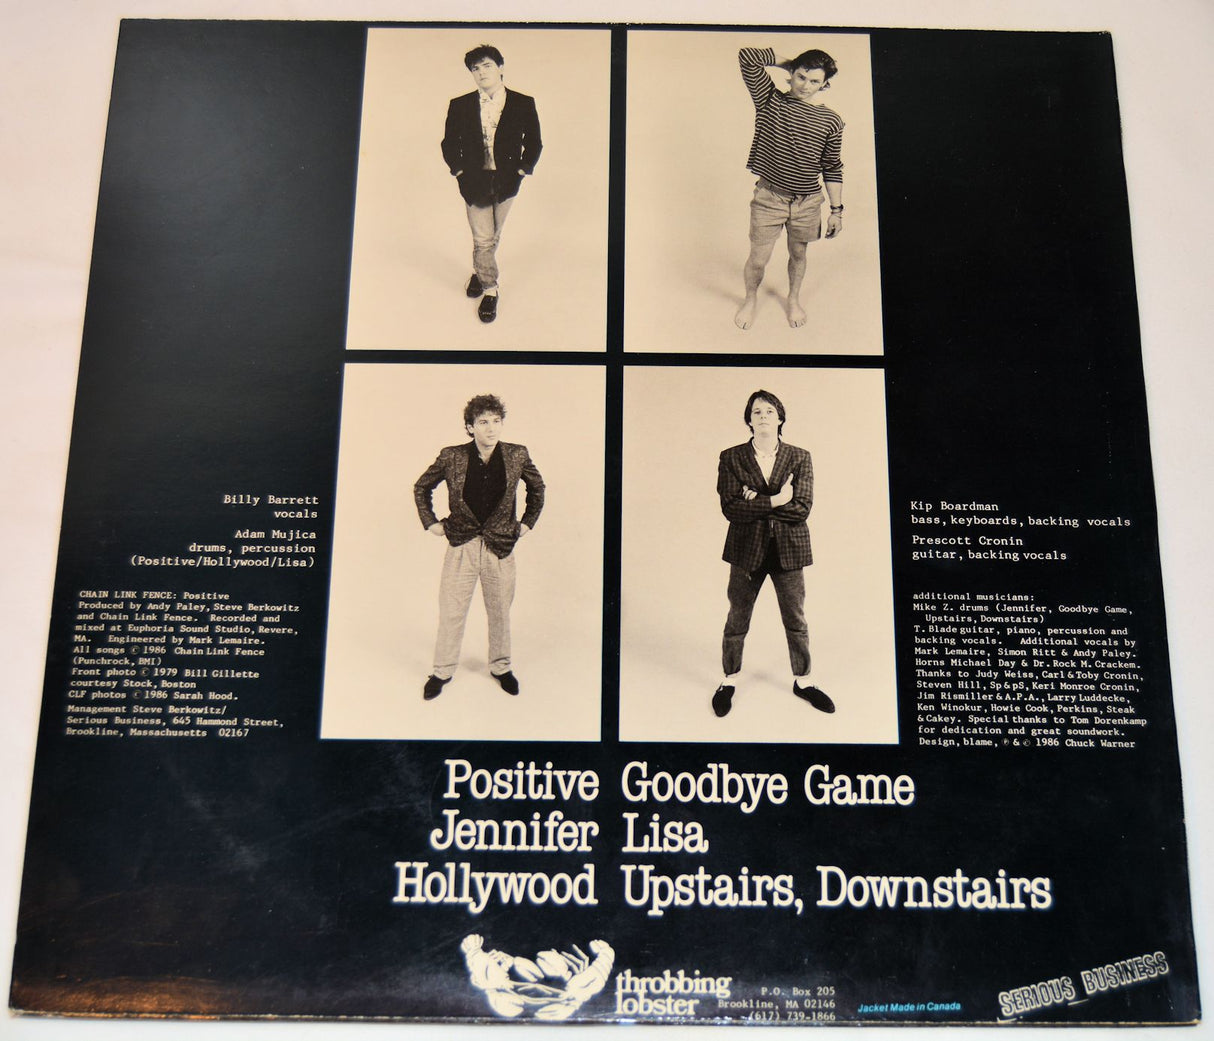 Billy Barrett
vocals
Adam Mujica
drums, percussion
(Positive/Hollywood/Lisa)
CHAIN LINK FENCE: Positive
Produced by Andy Paley, Steve Berkowitz
and Chain Link Fence. Recorded and
mixed at Euphoria Sound Studio, Revere,
MA. Engineered by Mark Lemaire.
All songs © 1986 Chain Link Fence
(Punchrock, BMI)
Front photo © 1979 Bill Gillette
courtesy Stock, Boston
CLF photos © 1986 Sarah Hood.
Management Steve Berkowitz/
Serious Business, 645 Hammond Street,
Brookline, Massachusetts 02167
Kip Boardman
bass, keyboards, backing vocals
Prescott Cronin
guitar, backing vocals
additional musicians:
Mike Z. drums (Jennifer, Goodbye Game,
Upstairs, Downstairs)
T. Blade guitar, piano, percussion and
backing vocals. Additional vocals by
Mark Lemaire, Simon Ritt & Andy Paley.
Horns Michael Day & Dr. Rock M. Crackem.
Thanks to Judy Weiss, Carl & Toby Cronin,
Steven Hill, Sp & pS, Keri Monroe Cronin,
Jim Rismiller & A.P.A., Larry Luddecke,
Ken Winokur, Howie Cook, Perkins, Steak
& Cakey. Special thanks to Tom Dorenkamp
for dedication and great soundwork.
Design, blame, ℗ & © 1986 Chuck Warner
Positive Goodbye Game
Jennifer Lisa
Hollywood Upstairs, Downstairs
throbbing
lobster
P.O. Box 205
Brookline, MA 02146
(617) 739-1866
Jacket Made in Canada
SERIOUS BUSINESS